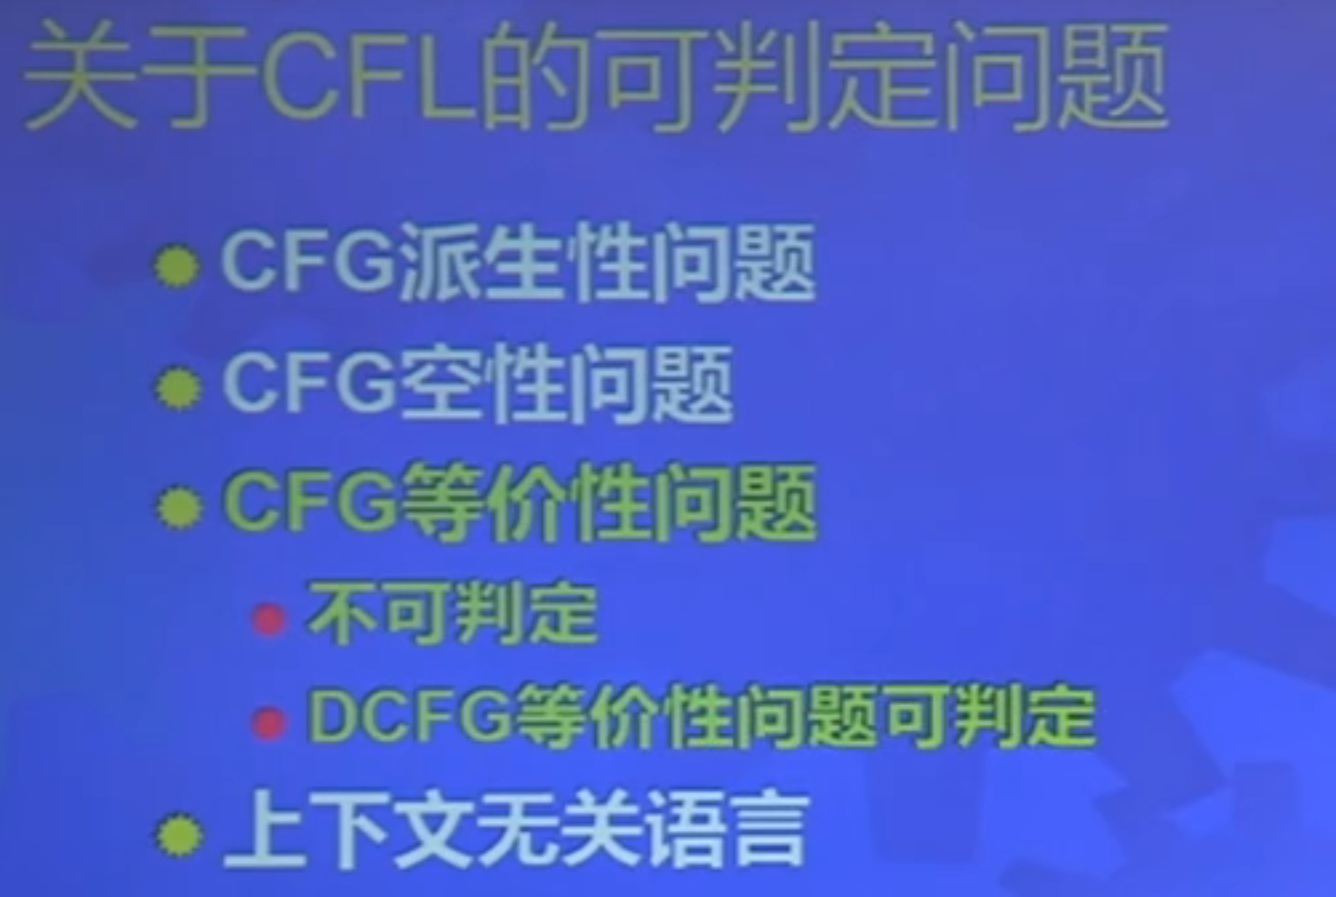 关于CFL的可判定问题
CFG派生性问题
CFG空性问题
CFG等价性问题
不可判定
DCFG等价性问题可判定
上下文无关语言